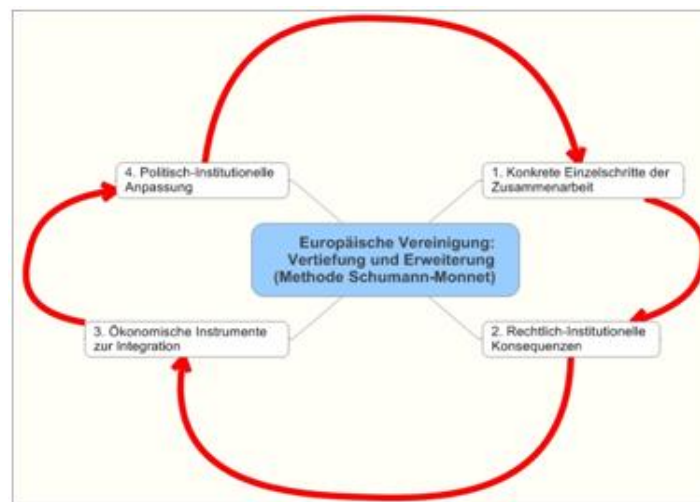 4. Politisch-Institutionelle
Anpassung
1. Konkrete Einzelschritte der
Zusammenarbeit
Europäische Vereinigung:
Vertiefung und Erweiterung
(Methode Schumann-Monnet)
3. Ökonomische Instrumente
zur Integration
2. Rechtlich-Institutionelle
Konsequenzen